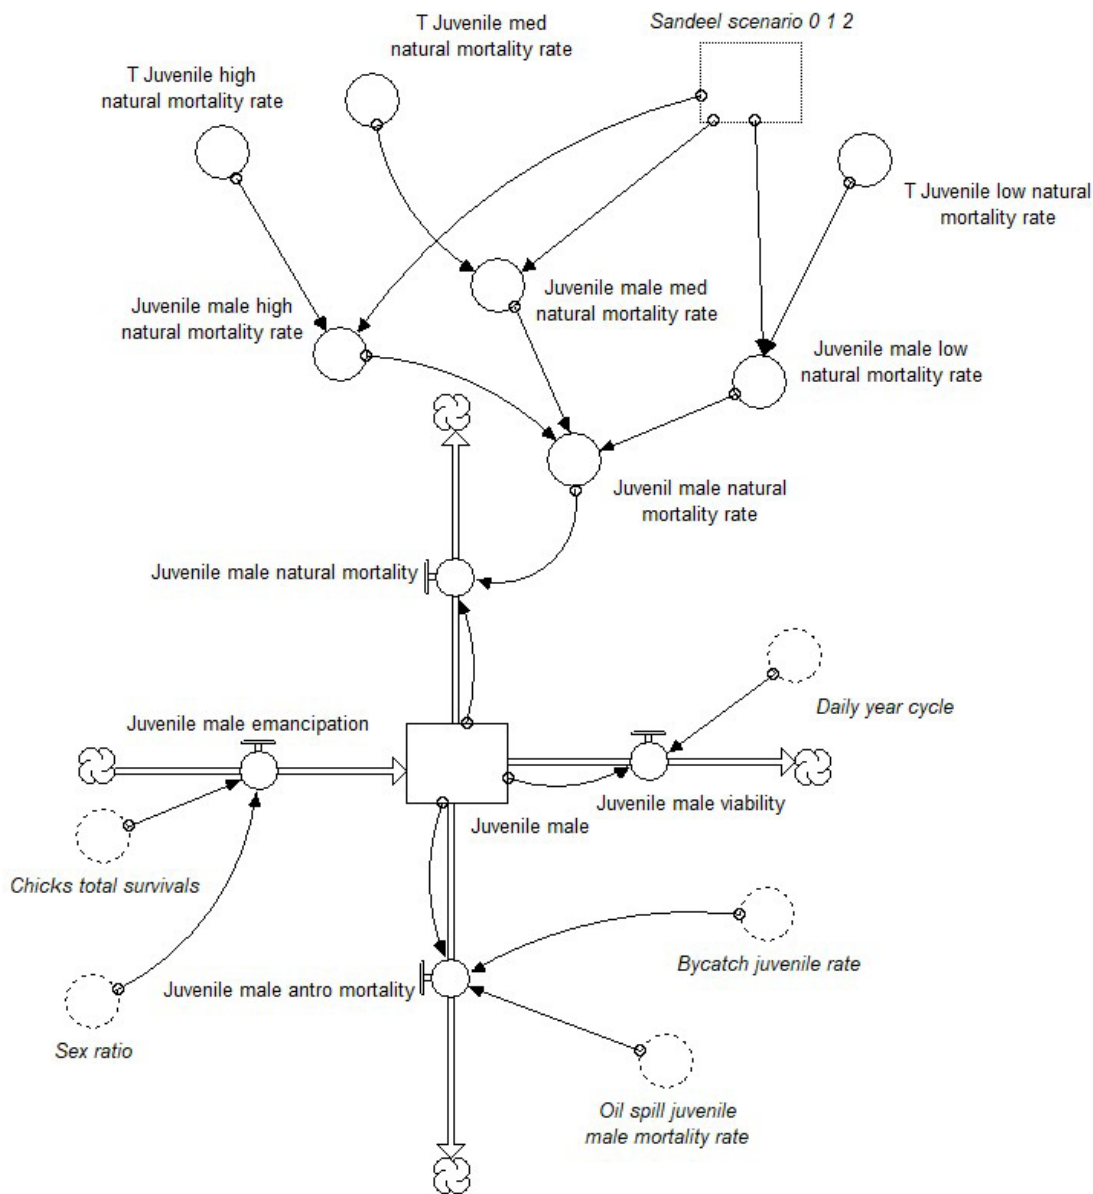 T Juvenile med
natural mortality rate
Sandeel scenario 0 1 2
T Juvenile high
natural mortality rate
T Juvenile low natural
mortality rate
Juvenile male high
natural mortality rate
Juvenile male med
natural mortality rate
Juvenile male low
natural mortality rate
Juvenil male natural
mortality rate
Juvenile male natural mortality
Juvenile male emancipation
Daily year cycle
Juvenile male viability
Juvenile male
Chicks total survivals
Bycatch juvenile rate
Juvenile male antro mortality
Sex ratio
Oil spill juvenile
male mortality rate